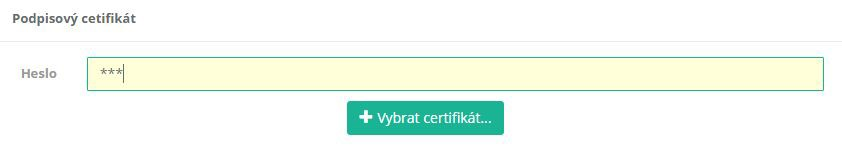 Podpisový cetifikát
Heslo ***
Vybrat certifikát...